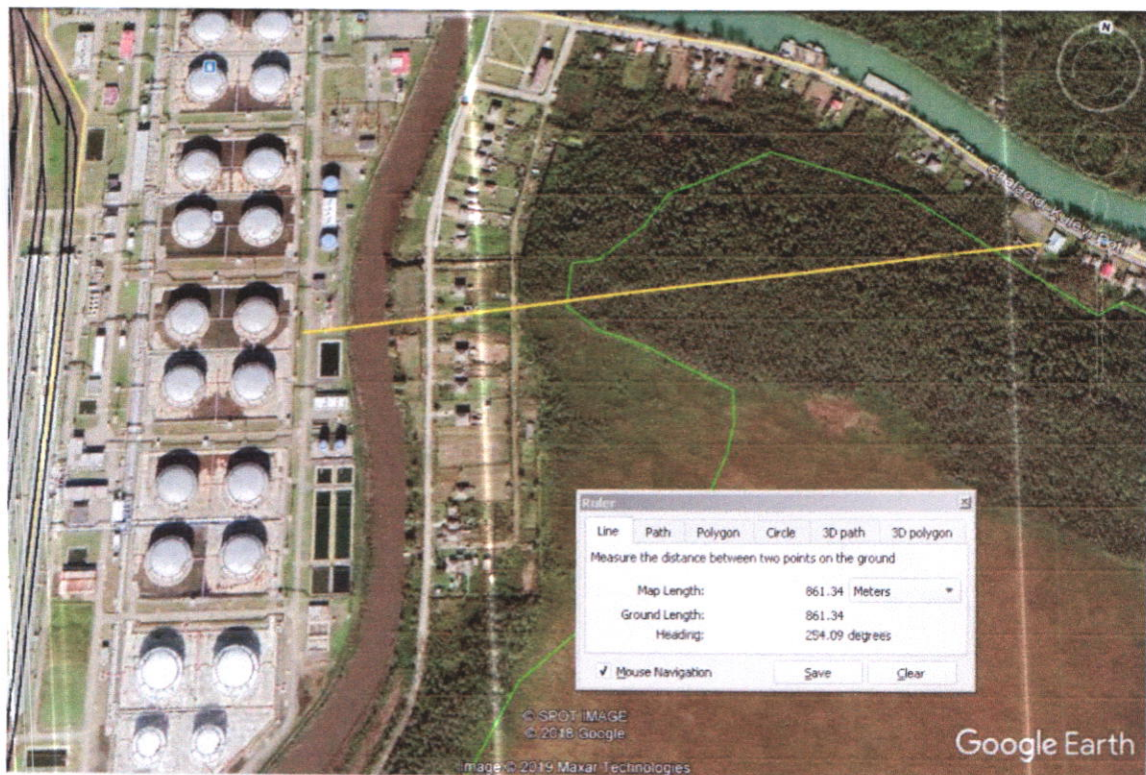 N
Ruler
Line Path Polygon Circle 3D path 3D polygon
Measure the distance between two points on the ground
Map Length: 861.34 Meters
Ground Length: 861.34
Heading: 264.09 degrees
Mouse Navigation Save Clear
© SPOT IMAGE
© 2018 Google
Image © 2019 Maxar Technologies
Google Earth